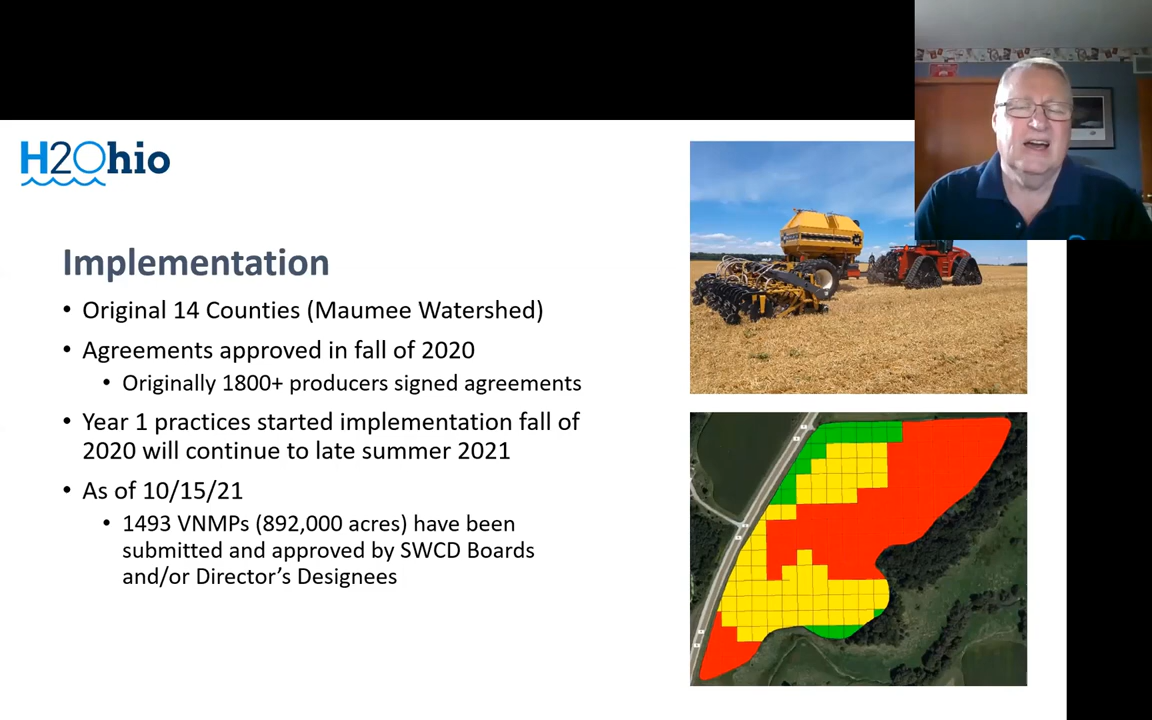 H2Ohio
Implementation
• Original 14 Counties (Maumee Watershed)
• Agreements approved in fall of 2020
• Originally 1800+ producers signed agreements
• Year 1 practices started implementation fall of
2020 will continue to late summer 2021
• As of 10/15/21
• 1493 VNMPs (892,000 acres) have been
submitted and approved by SWCD Boards
and/or Director’s Designees